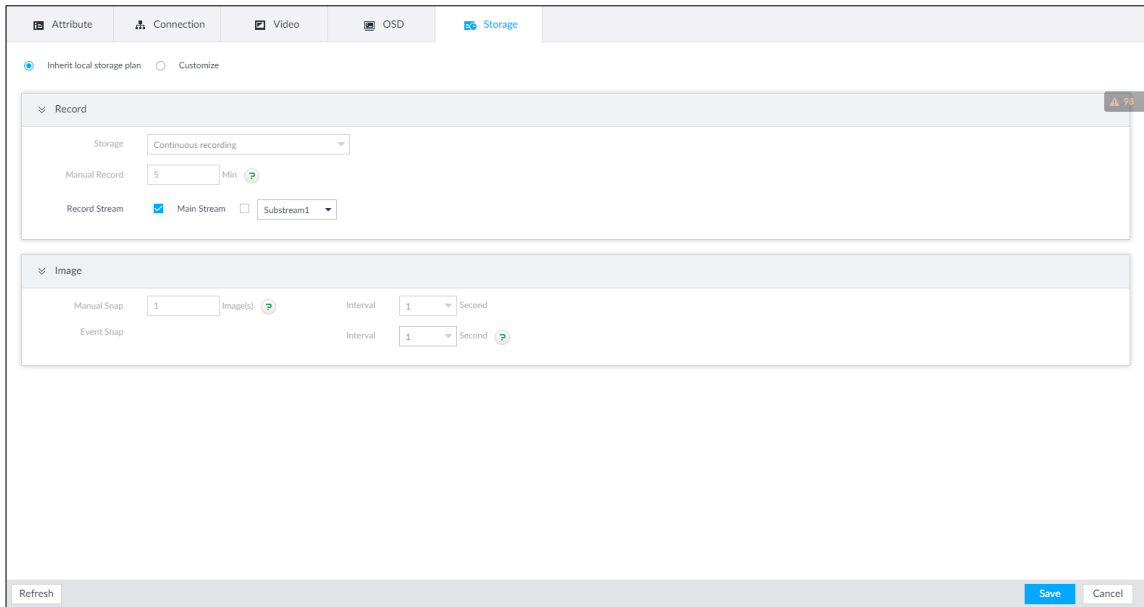 Attribute Connection Video OSD Storage
Inherit local storage plan Customize
Record
98
Storage Continuous recording
Manual Record 5 Min ?
Record Stream Main Stream Substream1
Image
Manual Snap 1 Image(s) ? Interval 1 Second
Event Snap Interval 1 Second ?
Refresh Save Cancel